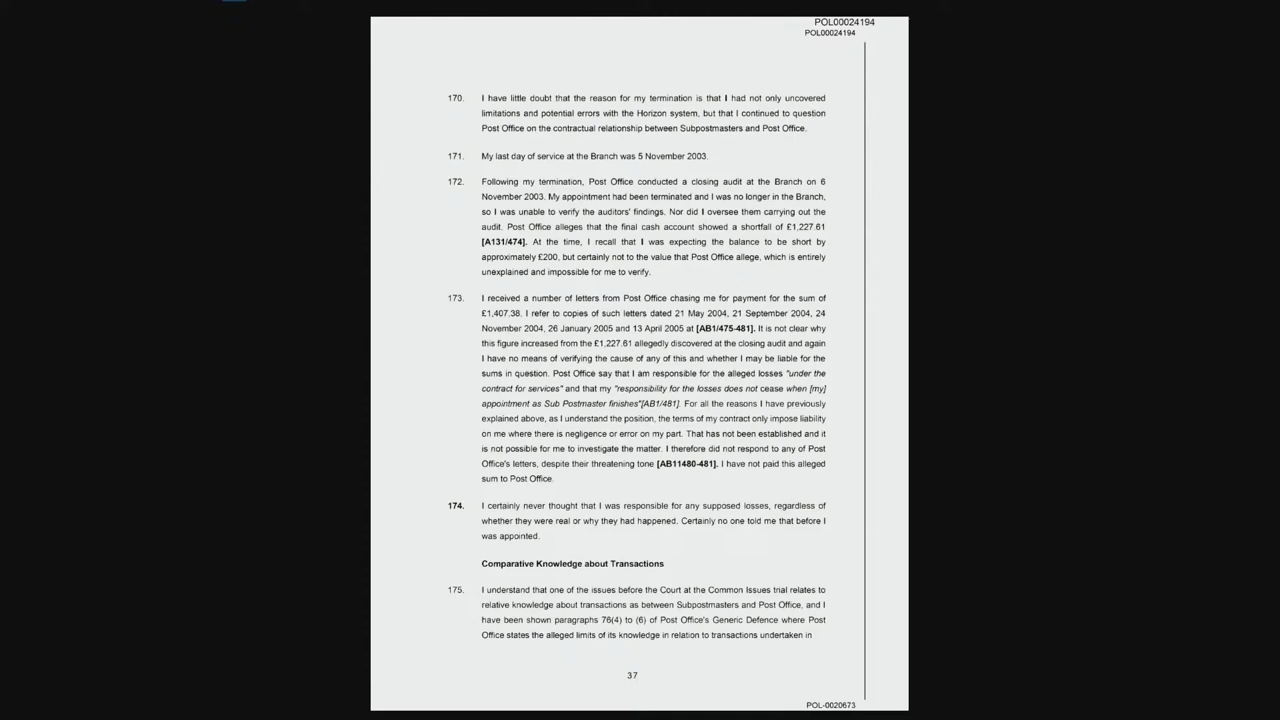 POL00024194
POL00024194
170. I have little doubt that the reason for my termination is that I had not only uncovered
limitations and potential errors with the Horizon system, but that I continued to question
Post Office on the contractual relationship between Subpostmasters and Post Office.
171. My last day of service at the Branch was 5 November 2003.
172. Following my termination, Post Office conducted a closing audit at the Branch on 6
November 2003. My appointment had been terminated and I was no longer in the Branch,
so I was unable to verify the auditors' findings. Nor did I oversee them carrying out the
audit. Post Office alleges that the final cash account showed a shortfall of £1,227.61
[A131/474]. At the time, I recall that I was expecting the balance to be short by
approximately £200, but certainly not to the value that Post Office allege, which is entirely
unexplained and impossible for me to verify.
173. I received a number of letters from Post Office chasing me for payment for the sum of
£1,407.38. I refer to copies of such letters dated 21 May 2004, 21 September 2004, 24
November 2004, 26 January 2005 and 13 April 2005 at [AB1/475-481]. It is not clear why
this figure increased from the £1,227.61 allegedly discovered at the closing audit and again
I have no means of verifying the cause of any of this and whether I may be liable for the
sums in question. Post Office say that I am responsible for the alleged losses "under the
contract for services" and that my "responsibility for the losses does not cease when [my]
appointment as Sub Postmaster finishes"[AB1/481]. For all the reasons I have previously
explained above, as I understand the position, the terms of my contract only impose liability
on me where there is negligence or error on my part. That has not been established and it
is not possible for me to investigate the matter. I therefore did not respond to any of Post
Office's letters, despite their threatening tone [AB11480-481]. I have not paid this alleged
sum to Post Office.
174. I certainly never thought that I was responsible for any supposed losses, regardless of
whether they were real or why they had happened. Certainly no one told me that before I
was appointed.
Comparative Knowledge about Transactions
175. I understand that one of the issues before the Court at the Common Issues trial relates to
relative knowledge about transactions as between Subpostmasters and Post Office, and I
have been shown paragraphs 76(4) to (6) of Post Office's Generic Defence where Post
Office states the alleged limits of its knowledge in relation to transactions undertaken in
37
POL-0020673